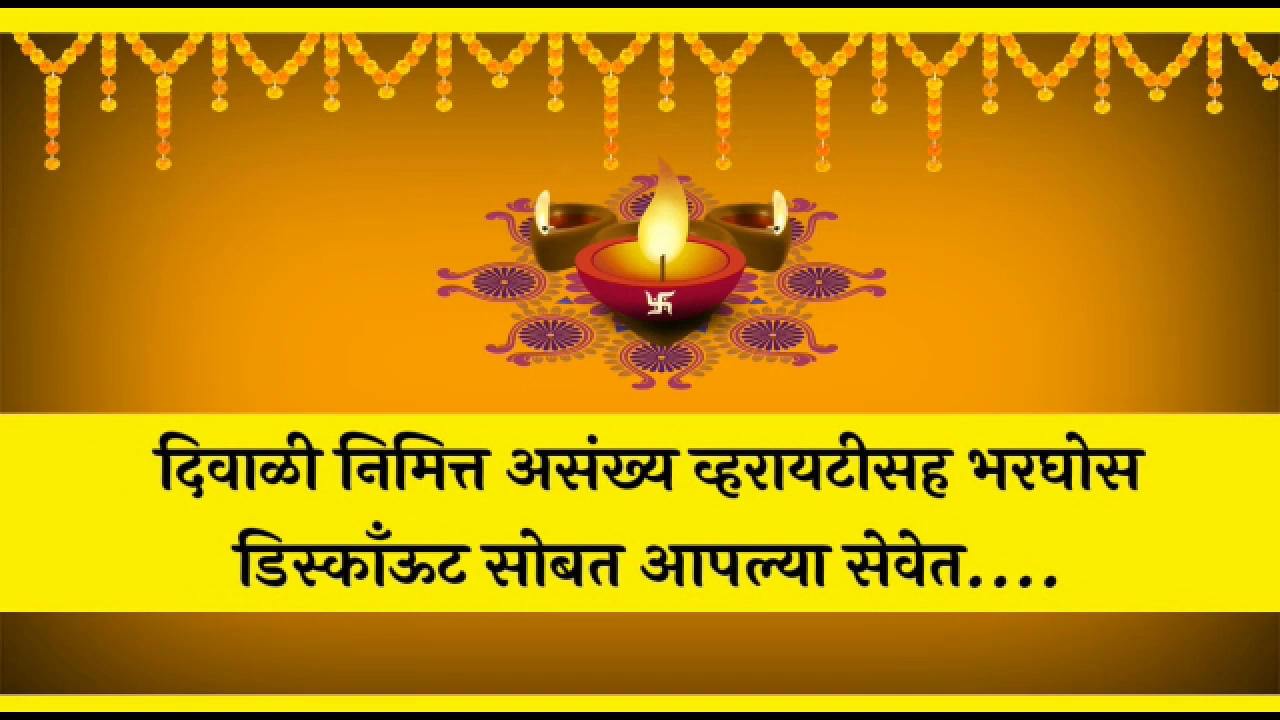 दिवाळी निमित्त असंख्य व्हरायटीसह भरघोस
डिस्काँऊट सोबत आपल्या सेवेत....